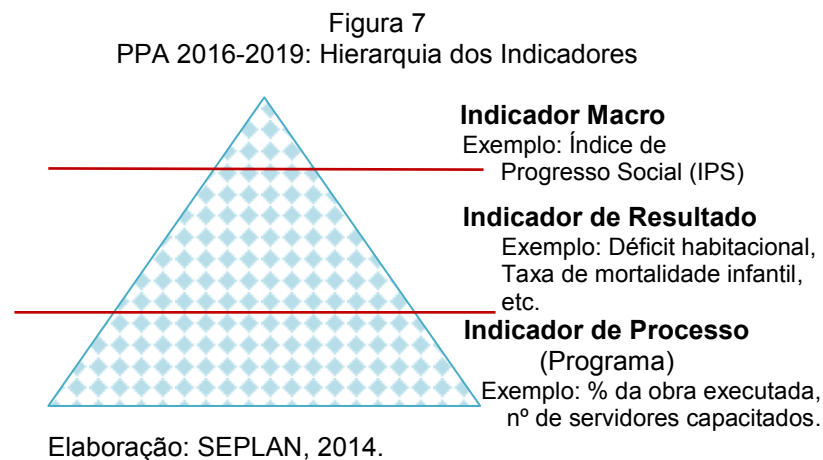 Figura 7
PPA 2016-2019: Hierarquia dos Indicadores
Indicador Macro
Exemplo: Índice de
Progresso Social (IPS)
Indicador de Resultado
Exemplo: Déficit habitacional,
Taxa de mortalidade infantil,
etc.
Indicador de Processo
(Programa)
Exemplo: % da obra executada,
nº de servidores capacitados.
Elaboração: SEPLAN, 2014.